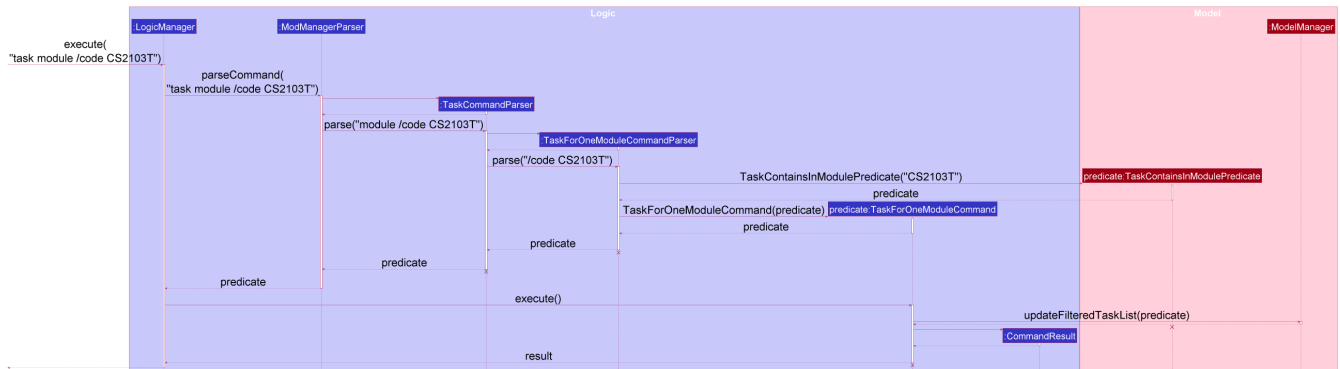 Logic
Model
:LogicManager
:ModManagerParser
:ModelManager
execute(
"task module /code CS2103T")
parseCommand(
"task module /code CS2103T")
:TaskCommandParser
parse("module /code CS2103T")
:TaskForOneModuleCommandParser
parse("/code CS2103T")
TaskContainsInModulePredicate("CS2103T")
predicate:TaskContainsInModulePredicate
predicate
TaskForOneModuleCommand(predicate)
predicate:TaskForOneModuleCommand
predicate
predicate
predicate
predicate
execute()
updateFilteredTaskList(predicate)
:CommandResult
result